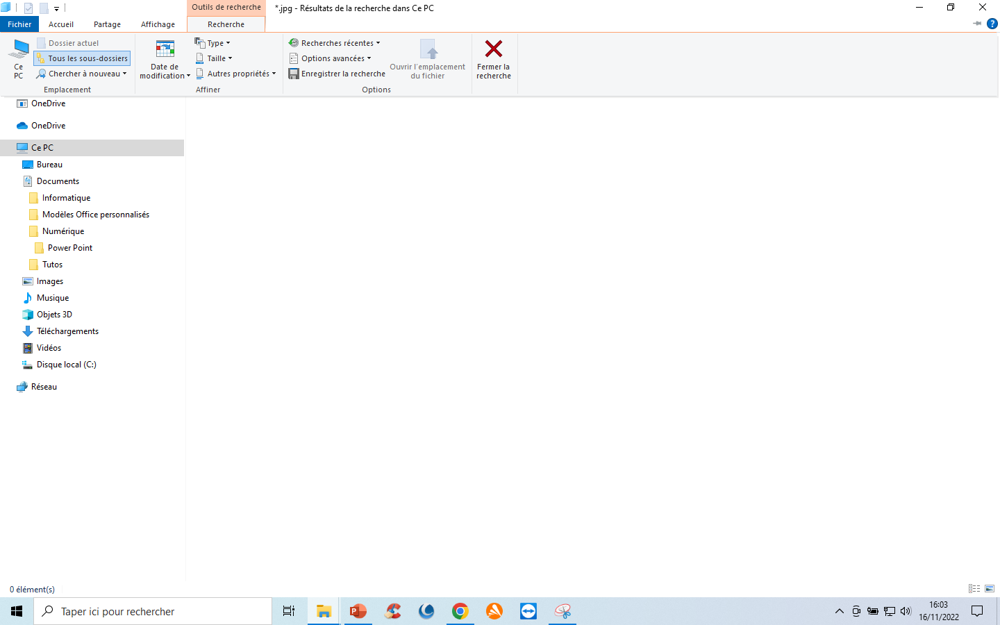 Outils de recherche
*.jpg - Résultats de la recherche dans Ce PC
Fichier
Accueil
Partage
Affichage
Recherche
Ce
PC
Dossier actuel
Tous les sous-dossiers
Chercher à nouveau
Emplacement
Date de
modification
Type
Taille
Autres propriétés
Affiner
Recherches récentes
Options avancées
Enregistrer la recherche
Ouvrir l'emplacement
du fichier
Options
Fermer la
recherche
OneDrive
OneDrive
Ce PC
Bureau
Documents
Informatique
Modèles Office personnalisés
Numérique
Power Point
Tutos
Images
Musique
Objets 3D
Téléchargements
Vidéos
Disque local (C:)
Réseau
0 élément(s)
Taper ici pour rechercher
16:03
16/11/2022